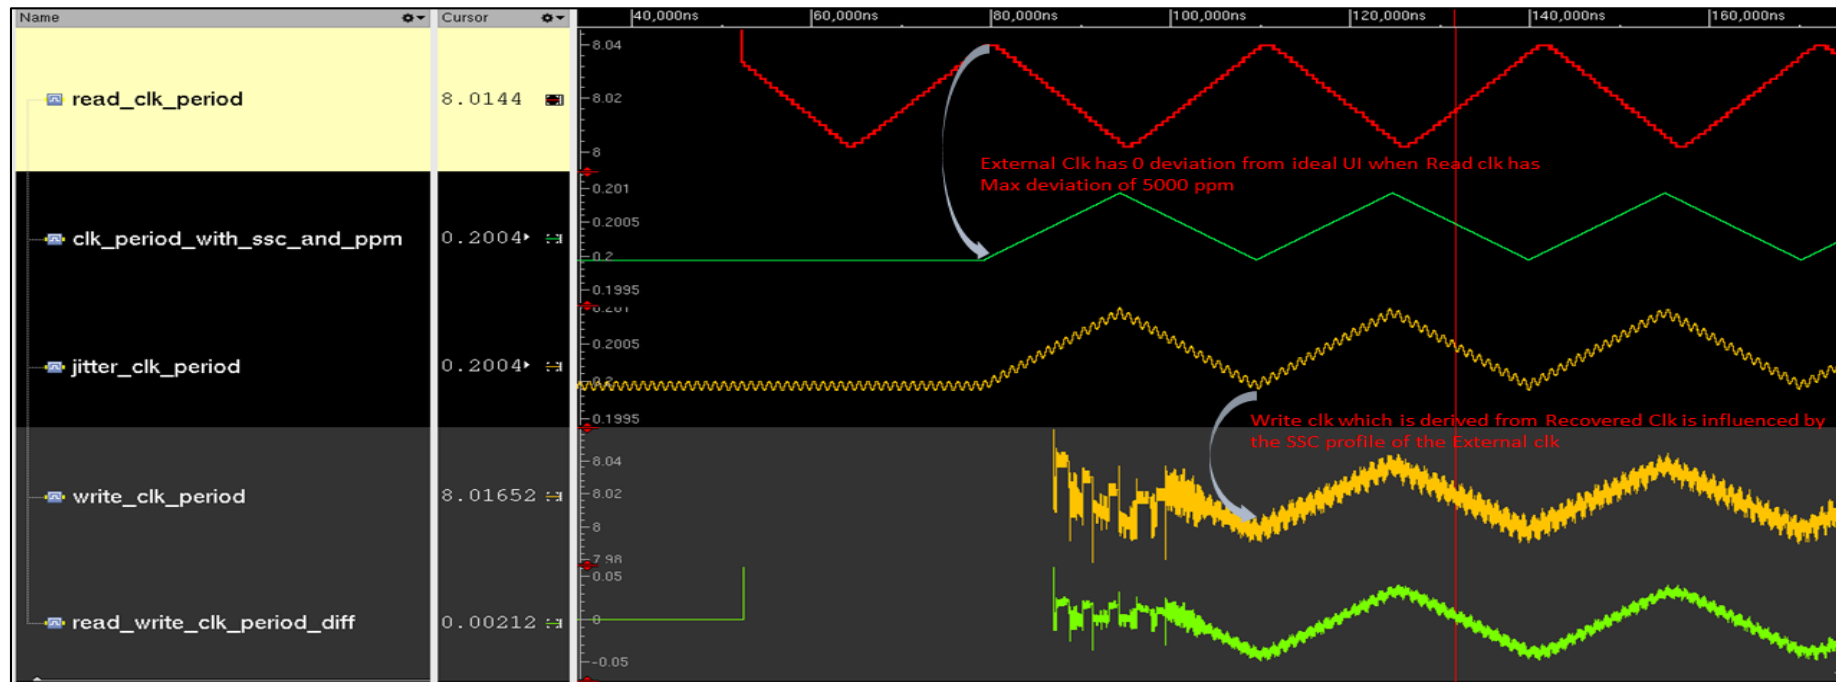 Name Cursor 40,000ns 60,000ns 80,000ns 100,000ns 120,000ns 140,000ns 160,000ns
read_clk_period 8.0144
8.04
8.02
8
External Clk has 0 deviation from ideal UI when Read clk has
Max deviation of 5000 ppm
clk_period_with_ssc_and_ppm 0.2004
0.201
0.2005
0.2
0.1995
jitter_clk_period 0.2004
0.201
0.2005
0.2
0.1995
Write clk which is derived from Recovered Clk is influenced by
the SSC profile of the External clk
write_clk_period 8.01652
8.04
8.02
8
7.98
read_write_clk_period_diff 0.00212
0.05
0
-0.05